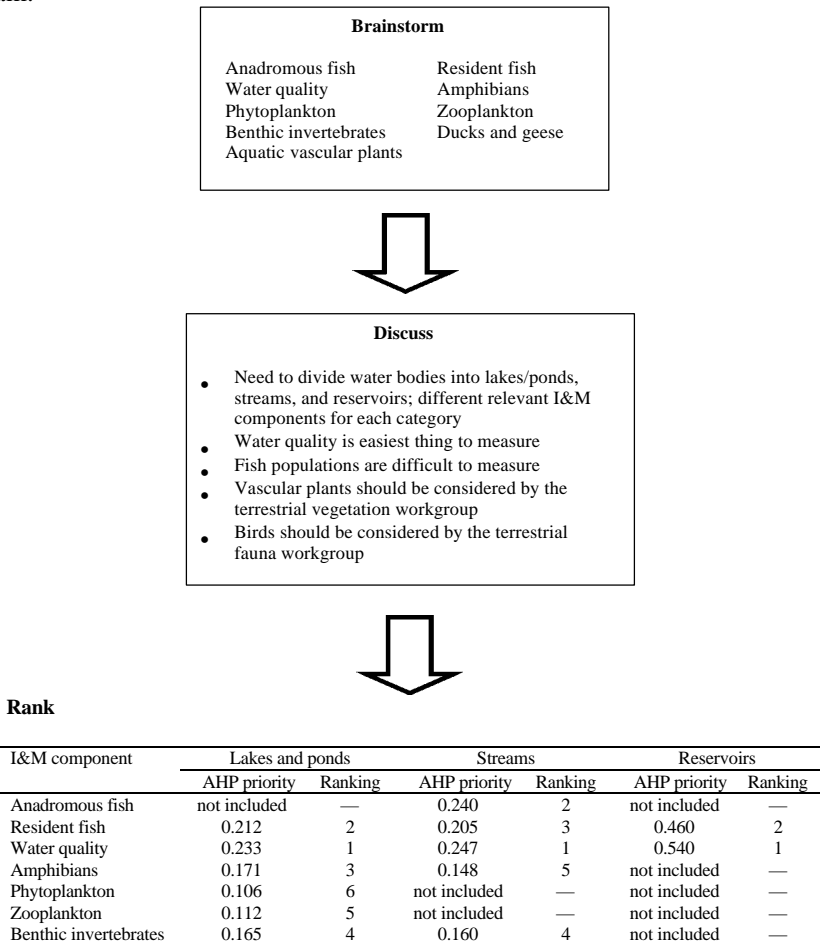 Brainstorm
Anadromous fish Resident fish
Water quality Amphibians
Phytoplankton Zooplankton
Benthic invertebrates Ducks and geese
Aquatic vascular plants
Discuss
• Need to divide water bodies into lakes/ponds,
streams, and reservoirs; different relevant I&M
components for each category
• Water quality is easiest thing to measure
• Fish populations are difficult to measure
• Vascular plants should be considered by the
terrestrial vegetation workgroup
• Birds should be considered by the terrestrial
fauna workgroup
Rank
I&M component Lakes and ponds Streams Reservoirs
AHP priority Ranking AHP priority Ranking AHP priority Ranking
Anadromous fish not included — 0.240 2 not included —
Resident fish 0.212 2 0.205 3 0.460 2
Water quality 0.233 1 0.247 1 0.540 1
Amphibians 0.171 3 0.148 5 not included —
Phytoplankton 0.106 6 not included — not included —
Zooplankton 0.112 5 not included — not included —
Benthic invertebrates 0.165 4 0.160 4 not included —